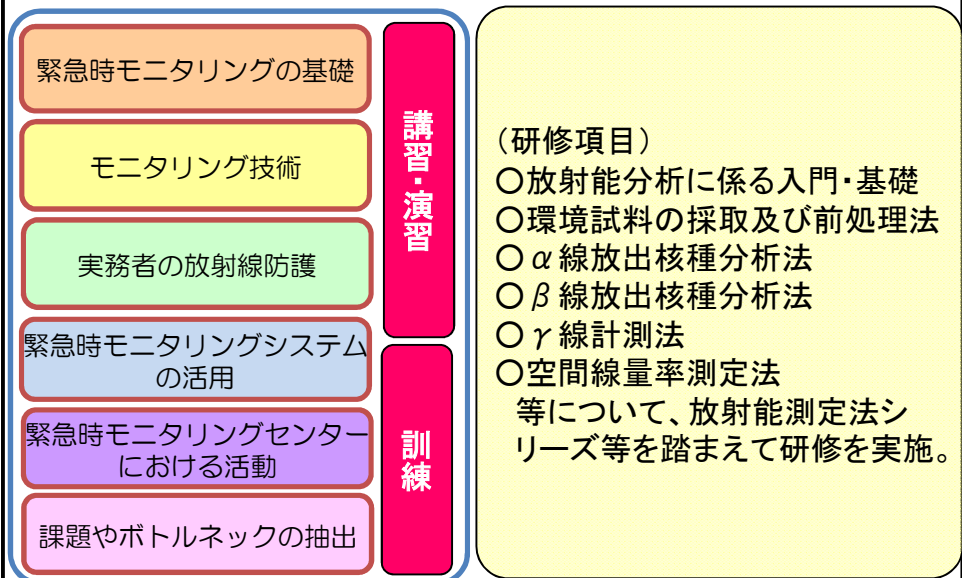 緊急時モニタリングの基礎
モニタリング技術
実務者の放射線防護
緊急時モニタリングシステム
の活用
緊急時モニタリングセンター
における活動
課題やボトルネックの抽出
講習・演習
訓練
（研修項目）
○放射能分析に係る入門・基礎
○環境試料の採取及び前処理法
○α線放出核種分析法
○β線放出核種分析法
○γ線計測法
○空間線量率測定法
等について、放射能測定法シ
リーズ等を踏まえて研修を実施。